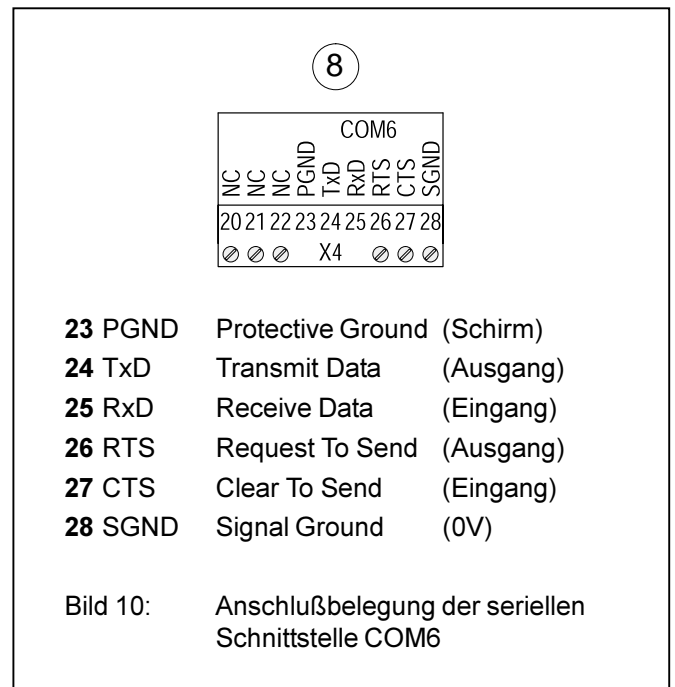 8
COM6
NC NC NC PGND TxD RxD RTS CTS SGND
20 21 22 23 24 25 26 27 28
X4
23 PGND Protective Ground (Schirm)
24 TxD Transmit Data (Ausgang)
25 RxD Receive Data (Eingang)
26 RTS Request To Send (Ausgang)
27 CTS Clear To Send (Eingang)
28 SGND Signal Ground (0V)
Bild 10: Anschlußbelegung der seriellen
Schnittstelle COM6